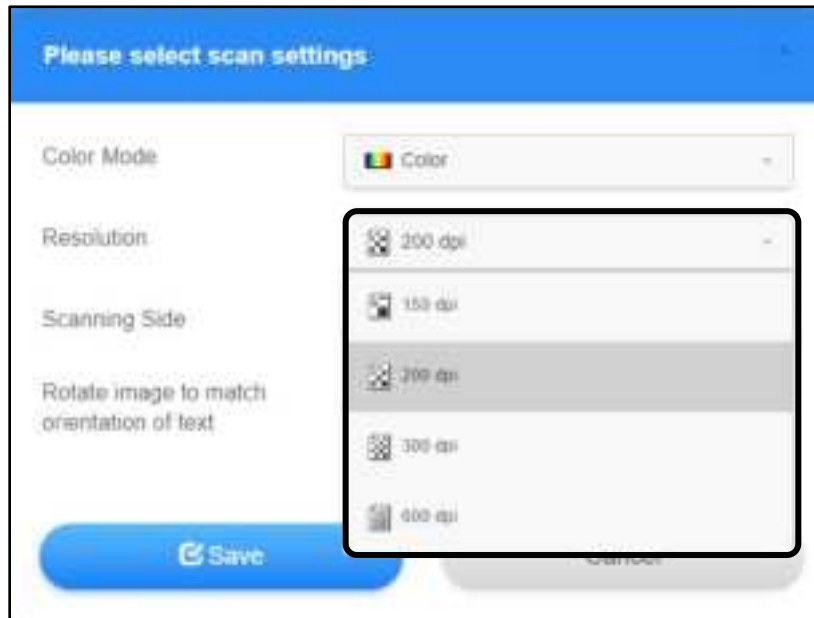 Please select scan settings
Color Mode
Color
Resolution
200 dpi
150 dpi
Scanning Side
200 dpi
Rotate image to match
orientation of text
300 dpi
600 dpi
Save
Cancel